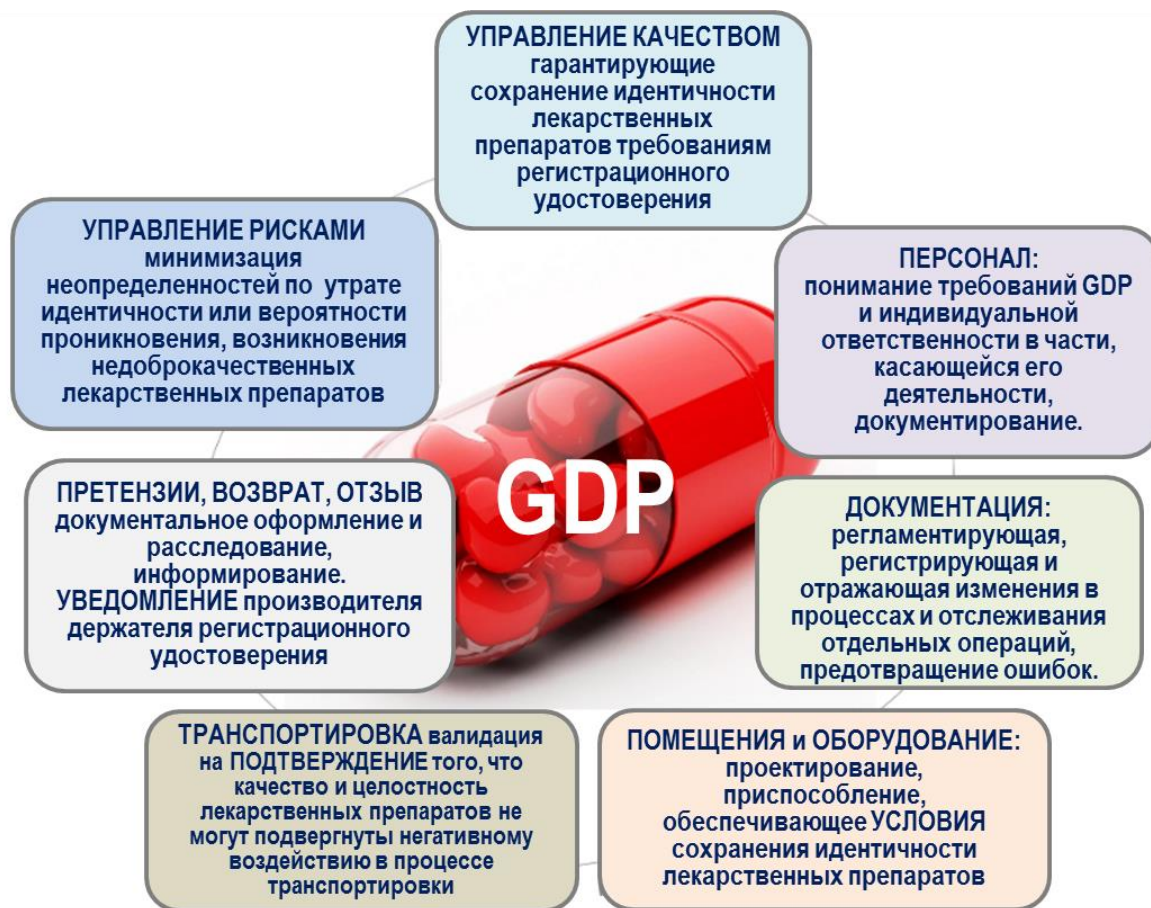 УПРАВЛЕНИЕ КАЧЕСТВОМ
гарантирующие
сохранение идентичности
лекарственных
препаратов требованиям
регистрационного
удостоверения
УПРАВЛЕНИЕ РИСКАМИ
минимизация
неопределенностей по утрате
идентичности или вероятности
проникновения, возникновения
недоброкачественных
лекарственных препаратов
ПЕРСОНАЛ:
понимание требований GDP
и индивидуальной
ответственности в части,
касающейся его
деятельности,
документирование.
GDP
ПРЕТЕНЗИИ, ВОЗВРАТ, ОТЗЫВ
документальное оформление и
расследование,
информирование.
УВЕДОМЛЕНИЕ производителя
держателя регистрационного
удостоверения
ДОКУМЕНТАЦИЯ:
регламентирующая,
регистрирующая и
отражающая изменения в
процессах и отслеживания
отдельных операций,
предотвращение ошибок.
ТРАНСПОРТИРОВКА валидация
на ПОДТВЕРЖДЕНИЕ того, что
качество и целостность
лекарственных препаратов не
могут подвергнуты негативному
воздействию в процессе
транспортировки
ПОМЕЩЕНИЯ и ОБОРУДОВАНИЕ:
проектирование,
приспособление,
обеспечивающее УСЛОВИЯ
сохранения идентичности
лекарственных препаратов